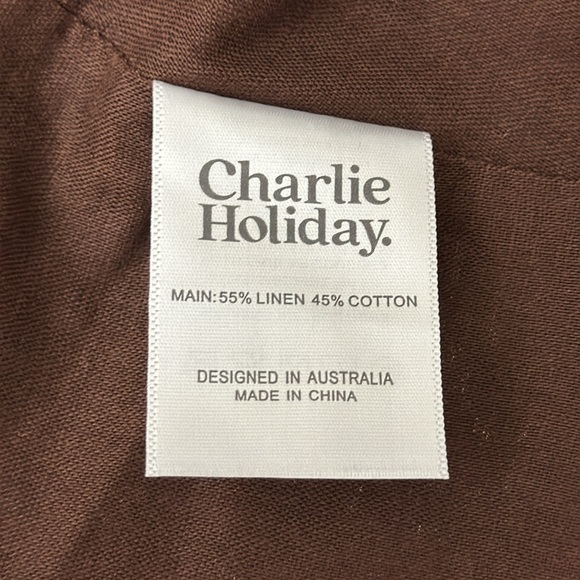 Charlie
Holiday.
MAIN: 55% LINEN 45% COTTON
DESIGNED IN AUSTRALIA
MADE IN CHINA